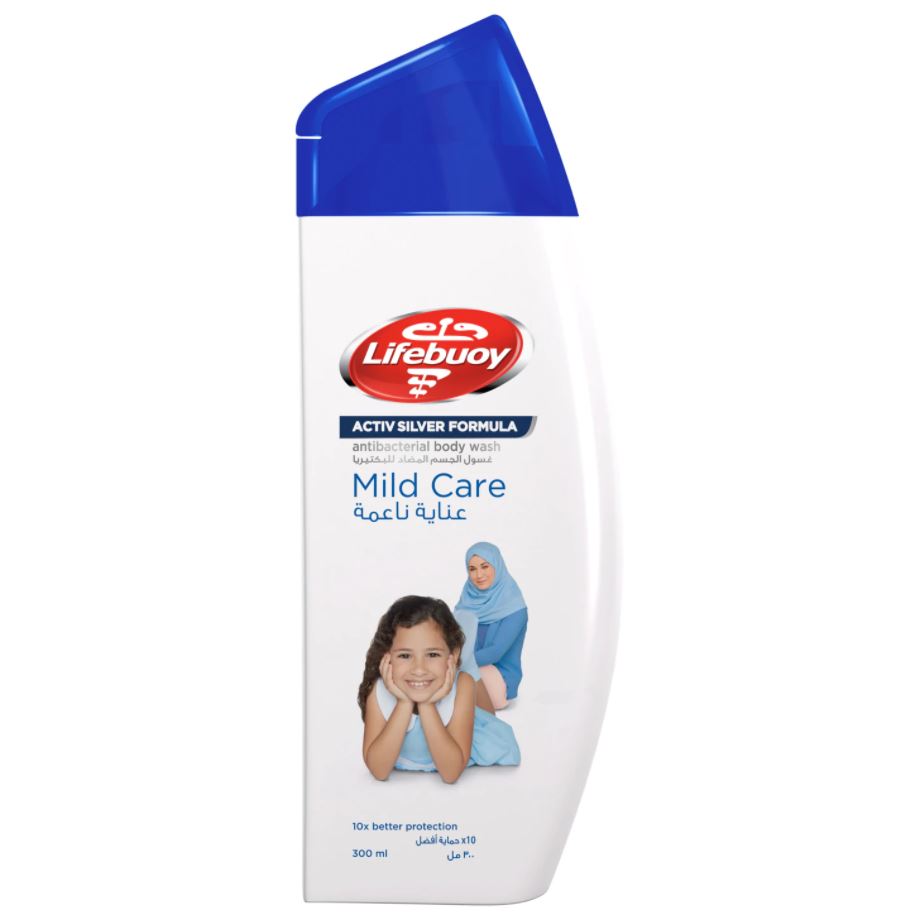 Lifebuoy
ACTIV SILVER FORMULA
antibacterial body wash
غسول الجسم المضاد للبكتيريا
Mild Care
عناية ناعمة
10x better protection
x10 حماية أفضل
300 ml
٣٠٠ مل